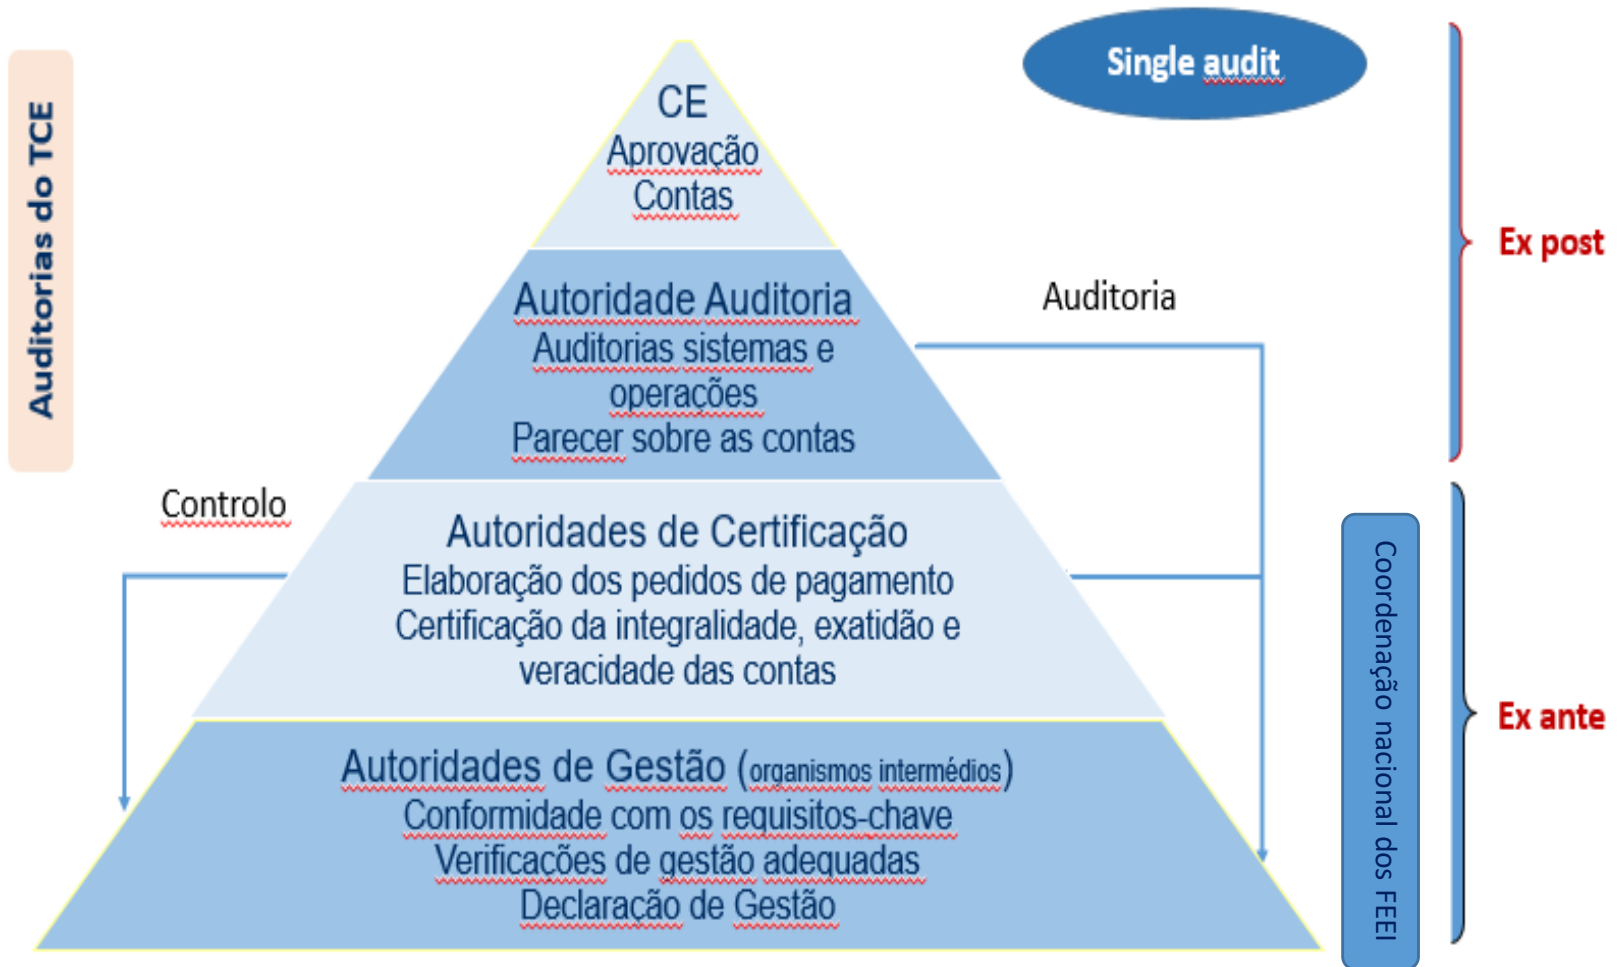 Single audit
Auditorias do TCE
CE
Aprovação
Contas
Ex post
Autoridade Auditoria
Auditorias sistemas e
operações
Parecer sobre as contas
Auditoria
Controlo
Autoridades de Certificação
Elaboração dos pedidos de pagamento
Certificação da integralidade, exatidão e
veracidade das contas
Coordenação nacional dos FEEI
Ex ante
Autoridades de Gestão (organismos intermédios)
Conformidade com os requisitos-chave
Verificações de gestão adequadas
Declaração de Gestão